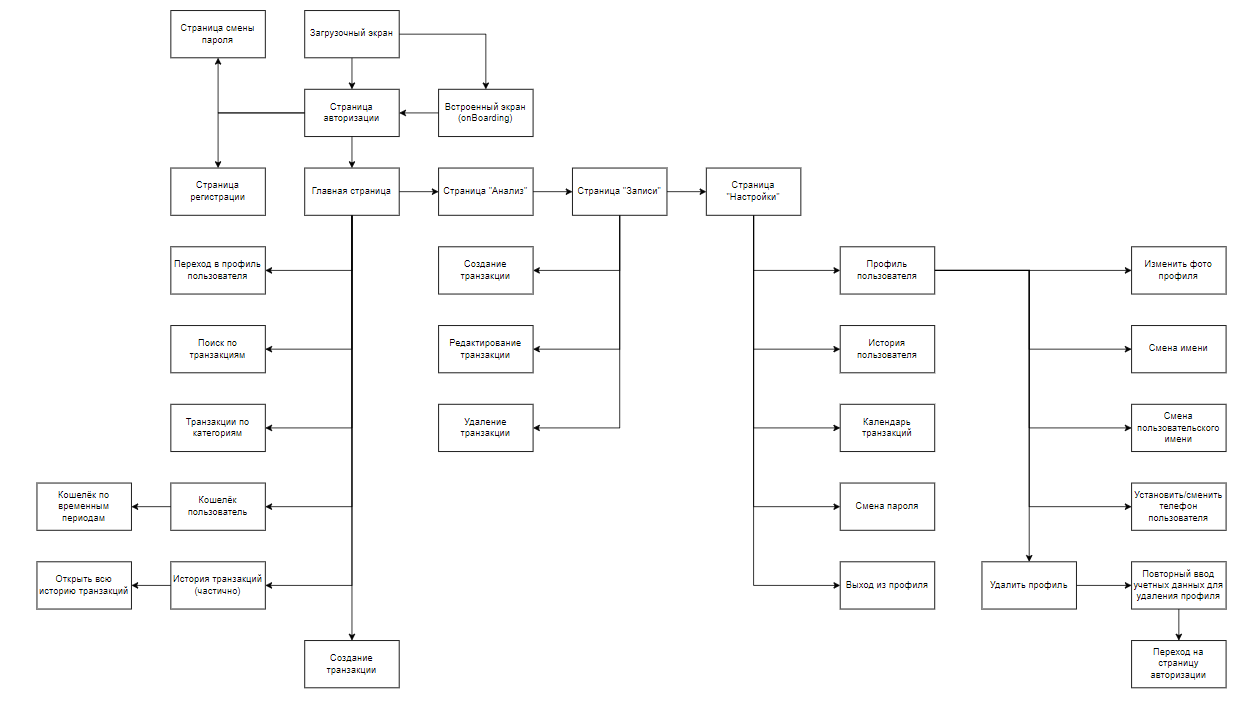 Страница смены
пароля
Загрузочный экран
Страница
авторизации
Встроенный экран
(onBoarding)
Страница
регистрации
Главная страница
Страница "Анализ"
Страница "Записи"
Страница
"Настройки"
Переход в профиль
пользователя
Создание
транзакции
Профиль
пользователя
Изменить фото
профиля
Поиск по
транзакциям
Редактирование
транзакции
История
пользователя
Смена имени
Транзакции по
категориям
Удаление
транзакции
Календарь
транзакций
Смена
пользовательского
имени
Кошелёк по
временным
периодам
Кошелёк
пользователь
Смена пароля
Установить/сменить
телефон
пользователя
Открыть всю
историю транзакций
История транзакций
(частично)
Выход из профиля
Удалить профиль
Повторный ввод
учетных данных для
удаления профиля
Создание
транзакции
Переход на
страницу
авторизации